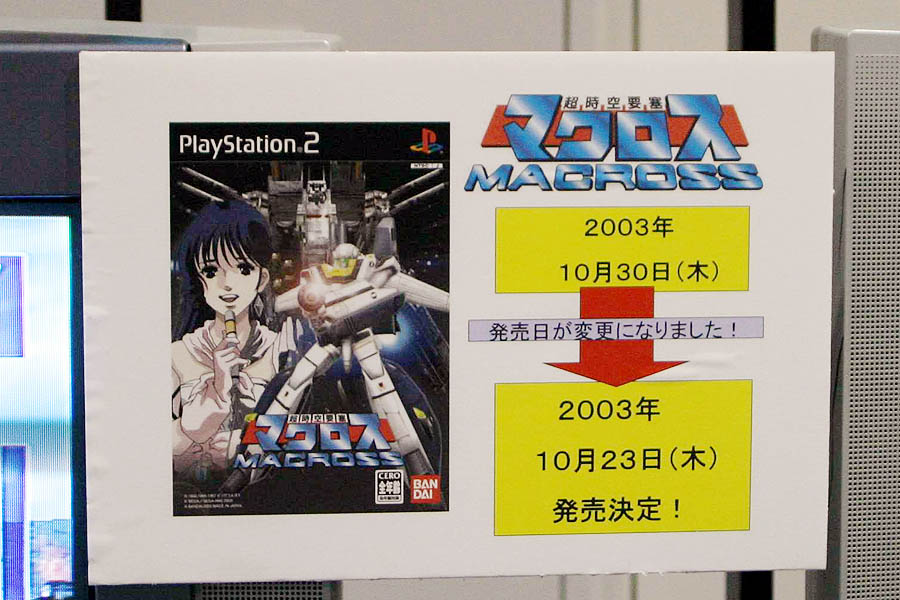 PlayStation 2
超時空要塞
マクロス
MACROSS
CERO
全年齢
BAN
DAI
超時空要塞
マクロス
MACROSS
2003年
10月30日(木)
発売日が変更になりました!
2003年
10月23日(木)
発売決定!